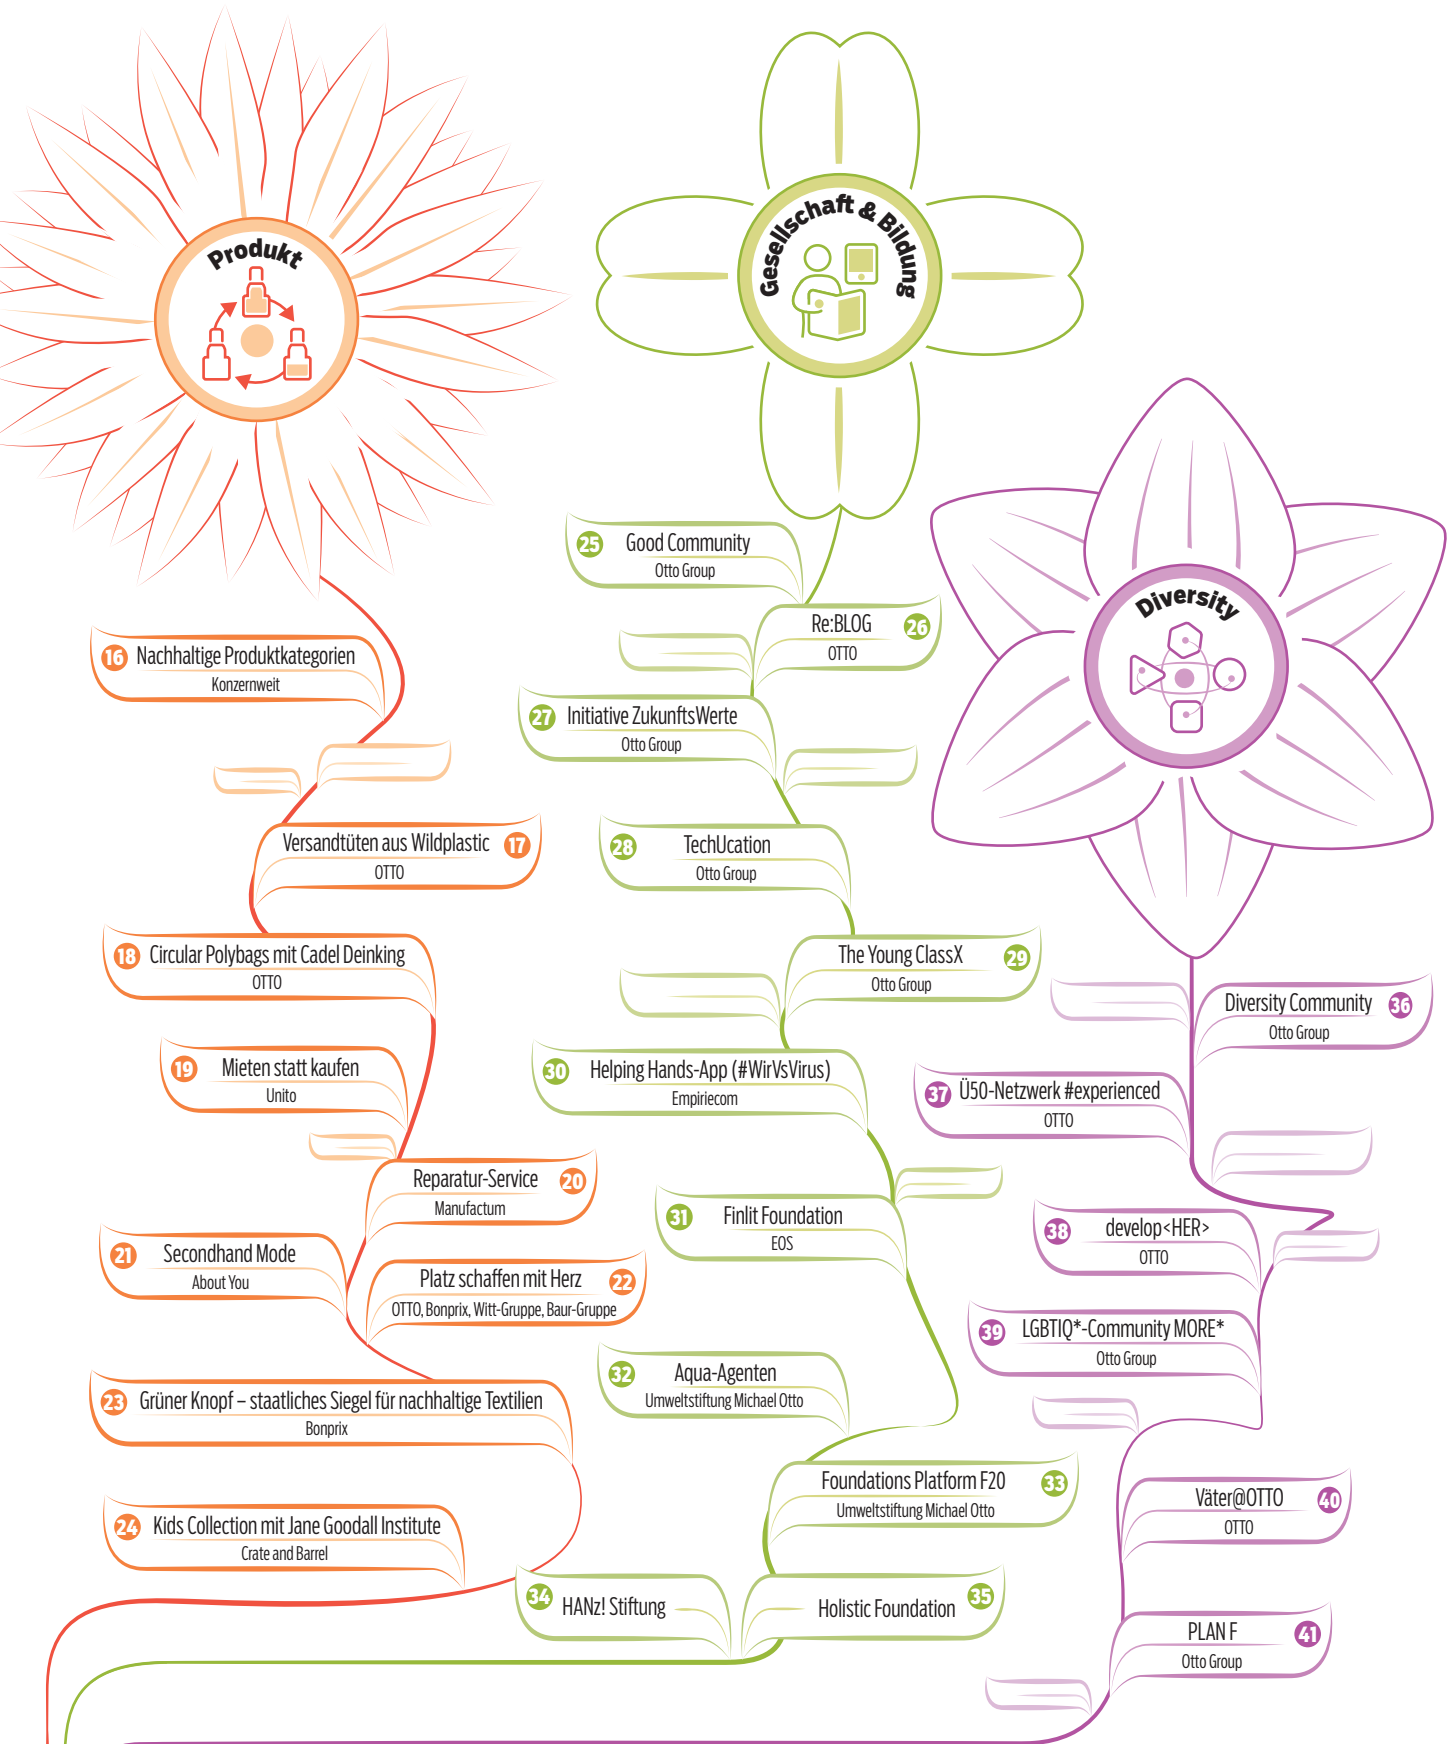 Produkt
16
Nachhaltige Produktkategorien
Konzernweit
Versandtüten aus Wildplastic
17
OTTO
18
Circular Polybags mit Cadel Deinking
OTTO
19
Mieten statt kaufen
Unito
Reparatur-Service
20
Manufactum
21
Secondhand Mode
About You
Platz schaffen mit Herz
22
OTTO, Bonprix, Witt-Gruppe, Baur-Gruppe
23
Grüner Knopf – staatliches Siegel für nachhaltige Textilien
Bonprix
24
Kids Collection mit Jane Goodall Institute
Crate and Barrel
Gesellschaft & Bildung
25
Good Community
Otto Group
Re:BLOG
26
OTTO
27
Initiative ZukunftsWerte
Otto Group
28
TechUcation
Otto Group
The Young ClassX
29
Otto Group
30
Helping Hands-App (#WirVsVirus)
Empiriecom
31
Finlit Foundation
EOS
32
Aqua-Agenten
Umweltstiftung Michael Otto
Foundations Platform F20
33
Umweltstiftung Michael Otto
34
HANz! Stiftung
Holistic Foundation
35
Diversity
Diversity Community
36
Otto Group
37
Ü50-Netzwerk #experienced
OTTO
38
develop<HER>
OTTO
39
LGBTIQ*-Community MORE*
Otto Group
Väter@OTTO
40
OTTO
PLAN F
41
Otto Group